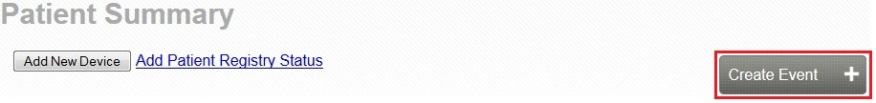 Patient Summary
Add New Device Add Patient Registry Status
Create Event +